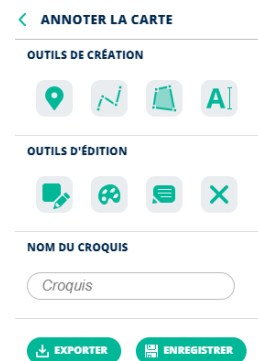 ANNOTER LA CARTE
OUTILS DE CRÉATION
A
OUTILS D'ÉDITION
NOM DU CROQUIS
Croquis
EXPORTER ENREGISTRER